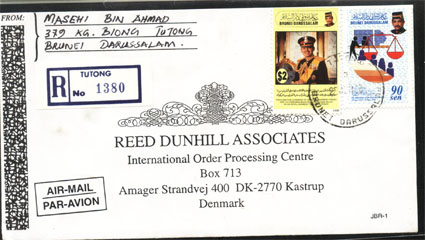 FROM:
MASEHI BIN AHMAD
339 KG. BIONG TUTONG
BRUNEI DARUSSALAM.
BRUNEI DARUSSALAM
$2
BRUNEI DARUSSALAM
90
sen
BRUNEI DARUSSALAM
R
TUTONG
No 1380
REED DUNHILL ASSOCIATES
International Order Processing Centre
Box 713
Amager Strandvej 400 DK-2770 Kastrup
Denmark
AIR-MAIL
PAR-AVION
JBR-1